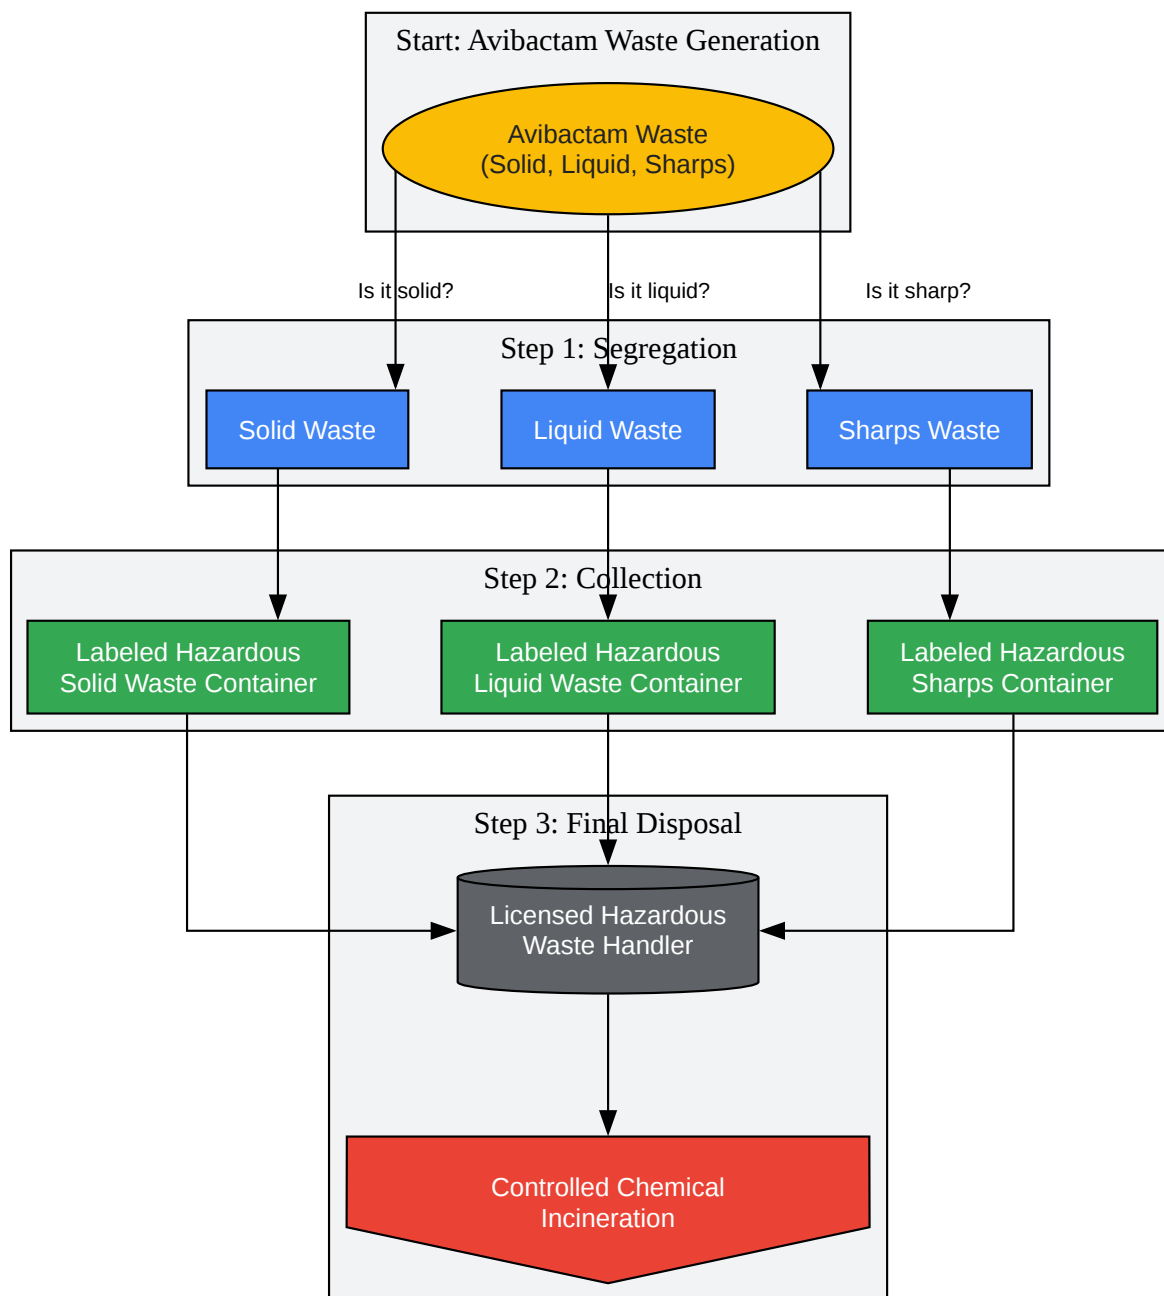 Start: Avibactam Waste Generation
Avibactam Waste
(Solid, Liquid, Sharps)
Is it solid?
Is it liquid?
Is it sharp?
Step 1: Segregation
Solid Waste
Liquid Waste
Sharps Waste
Step 2: Collection
Labeled Hazardous
Solid Waste Container
Labeled Hazardous
Liquid Waste Container
Labeled Hazardous
Sharps Container
Step 3: Final Disposal
Licensed Hazardous
Waste Handler
Controlled Chemical
Incineration